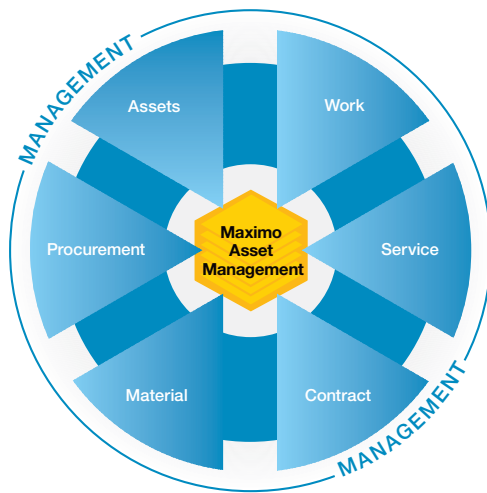 MANAGEMENT
Assets
Work
Procurement
Maximo
Asset
Management
Service
Material
Contract
MANAGEMENT